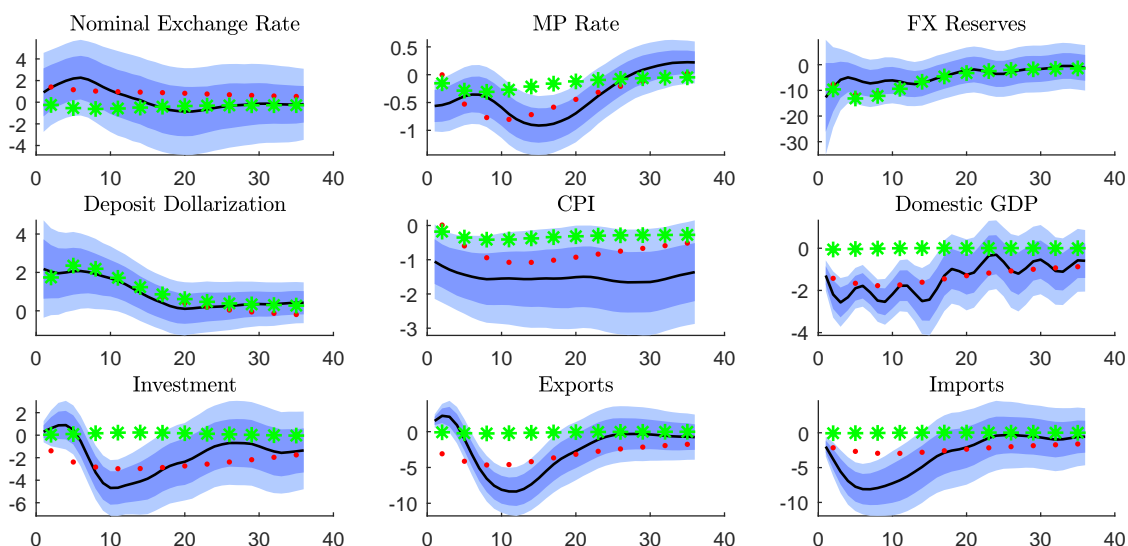 Nominal Exchange Rate
MP Rate
FX Reserves
4
2
0
-2
-4
0 10 20 30 40
0.5
0
-0.5
-1
0 10 20 30 40
0
-10
-20
-30
0 10 20 30 40
Deposit Dollarization
CPI
Domestic GDP
4
2
0
0 10 20 30 40
0
-1
-2
-3
0 10 20 30 40
0
-2
-4
0 10 20 30 40
Investment
Exports
Imports
2
0
-2
-4
-6
0 10 20 30 40
0
-5
-10
0 10 20 30 40
0
-5
-10
0 10 20 30 40